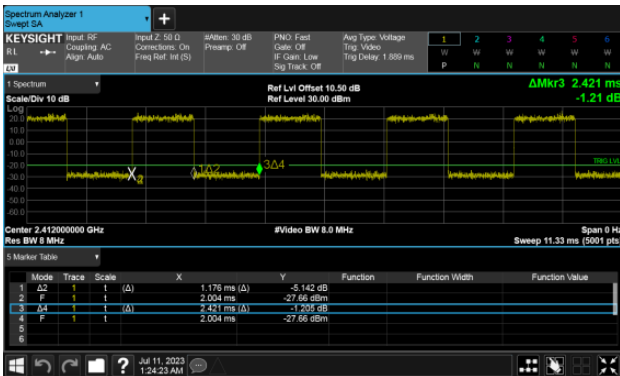 Spectrum Analyzer 1
Swept SA
+
KEYSIGHT Input: RF Input Z: 50 Ω #Atten: 30 dB PNO: Fast Avg Type: Voltage 1 2 3 4 5 6
RL Coupling: AC Corrections: On Preamp: Off Gate: Off Trig: Video W W W W W W
Align: Auto Freq Ref: Int (S) IF Gain: Low Trig Delay: 1.889 ms P N N N N N
LXI Sig Track: Off
1 Spectrum Ref Lvl Offset 10.50 dB ΔMkr3 2.421 ms
Scale/Div 10 dB Ref Level 30.00 dBm -1.21 dB
Log
20.0
10.0
0.00
-10.0
-20.0 1Δ2 3Δ4 TRIG LVL
-30.0 X2
-40.0
-50.0
-60.0
Center 2.412000000 GHz #Video BW 8.0 MHz Span 0 Hz
Res BW 8 MHz Sweep 11.33 ms (5001 pts
5 Marker Table
Mode Trace Scale X Y Function Function Width Function Value
1 Δ2 1 t (Δ) 1.176 ms (Δ) -5.142 dB
2 F 1 t 2.004 ms -27.66 dBm
3 Δ4 1 t (Δ) 2.421 ms (Δ) -1.205 dB
4 F 1 t 2.004 ms -27.66 dBm
5
6
? Jul 11, 2023
1:24:23 AM